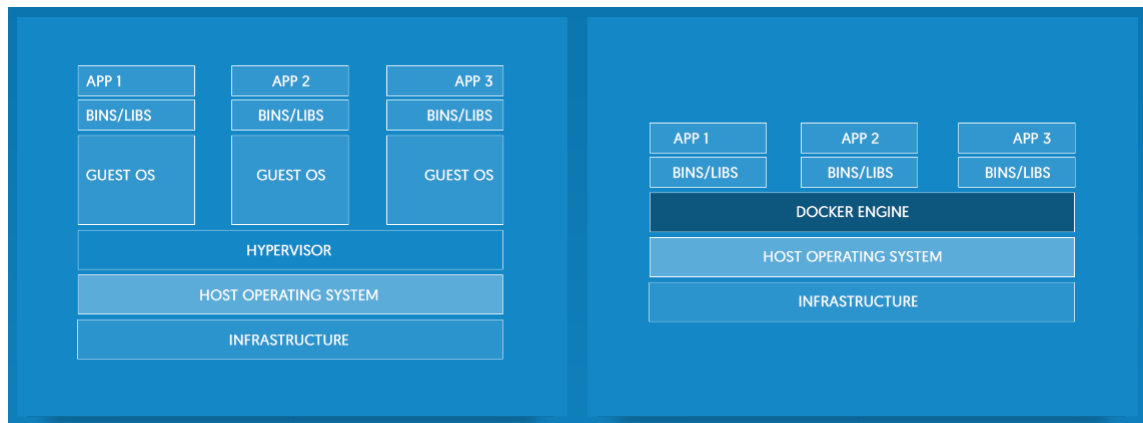 APP 1 APP 2 APP 3
BINS/LIBS BINS/LIBS BINS/LIBS
GUEST OS GUEST OS GUEST OS
HYPERVISOR
HOST OPERATING SYSTEM
INFRASTRUCTURE
APP 1 APP 2 APP 3
BINS/LIBS BINS/LIBS BINS/LIBS
DOCKER ENGINE
HOST OPERATING SYSTEM
INFRASTRUCTURE